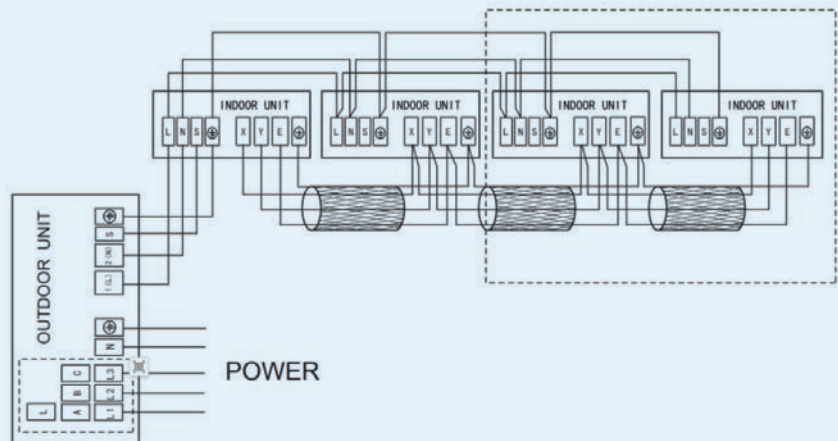 INDOOR UNIT
L N S X Y E
INDOOR UNIT
L N S X Y E
INDOOR UNIT
L N S X Y E
INDOOR UNIT
L N S X Y E
OUTDOOR UNIT
S
2(N)
1(L)
N
POWER
C L3
B L2
L A L1